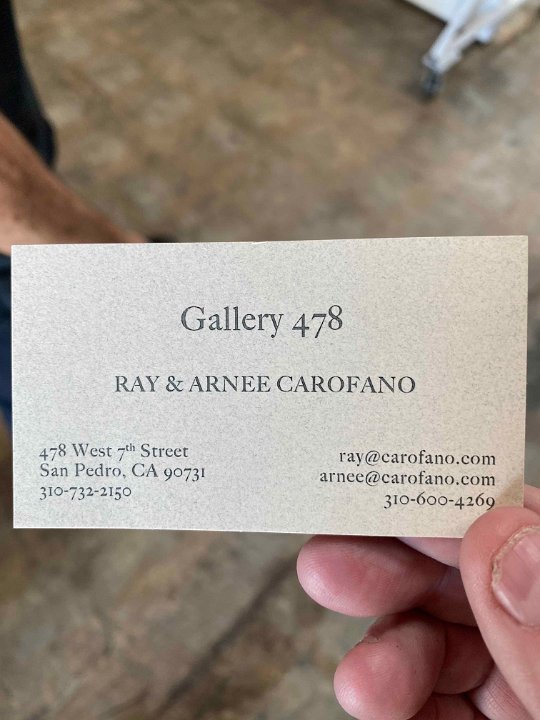 Gallery 478
RAY & ARNEE CAROFANO
478 West 7th Street
San Pedro, CA 90731
310-732-2150
ray@carofano.com
arnee@carofano.com
310-600-4269